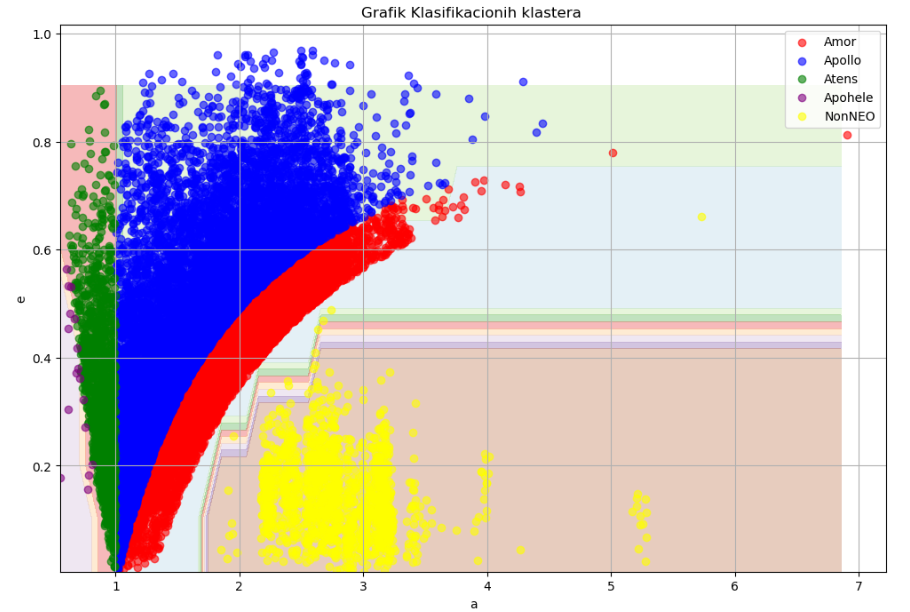 Grafik Klasifikacionih klastera
1.0
0.8
0.6
0.4
0.2
e
1 2 3 4 5 6 7
a
Amor
Apollo
Atens
Apohele
NonNEO